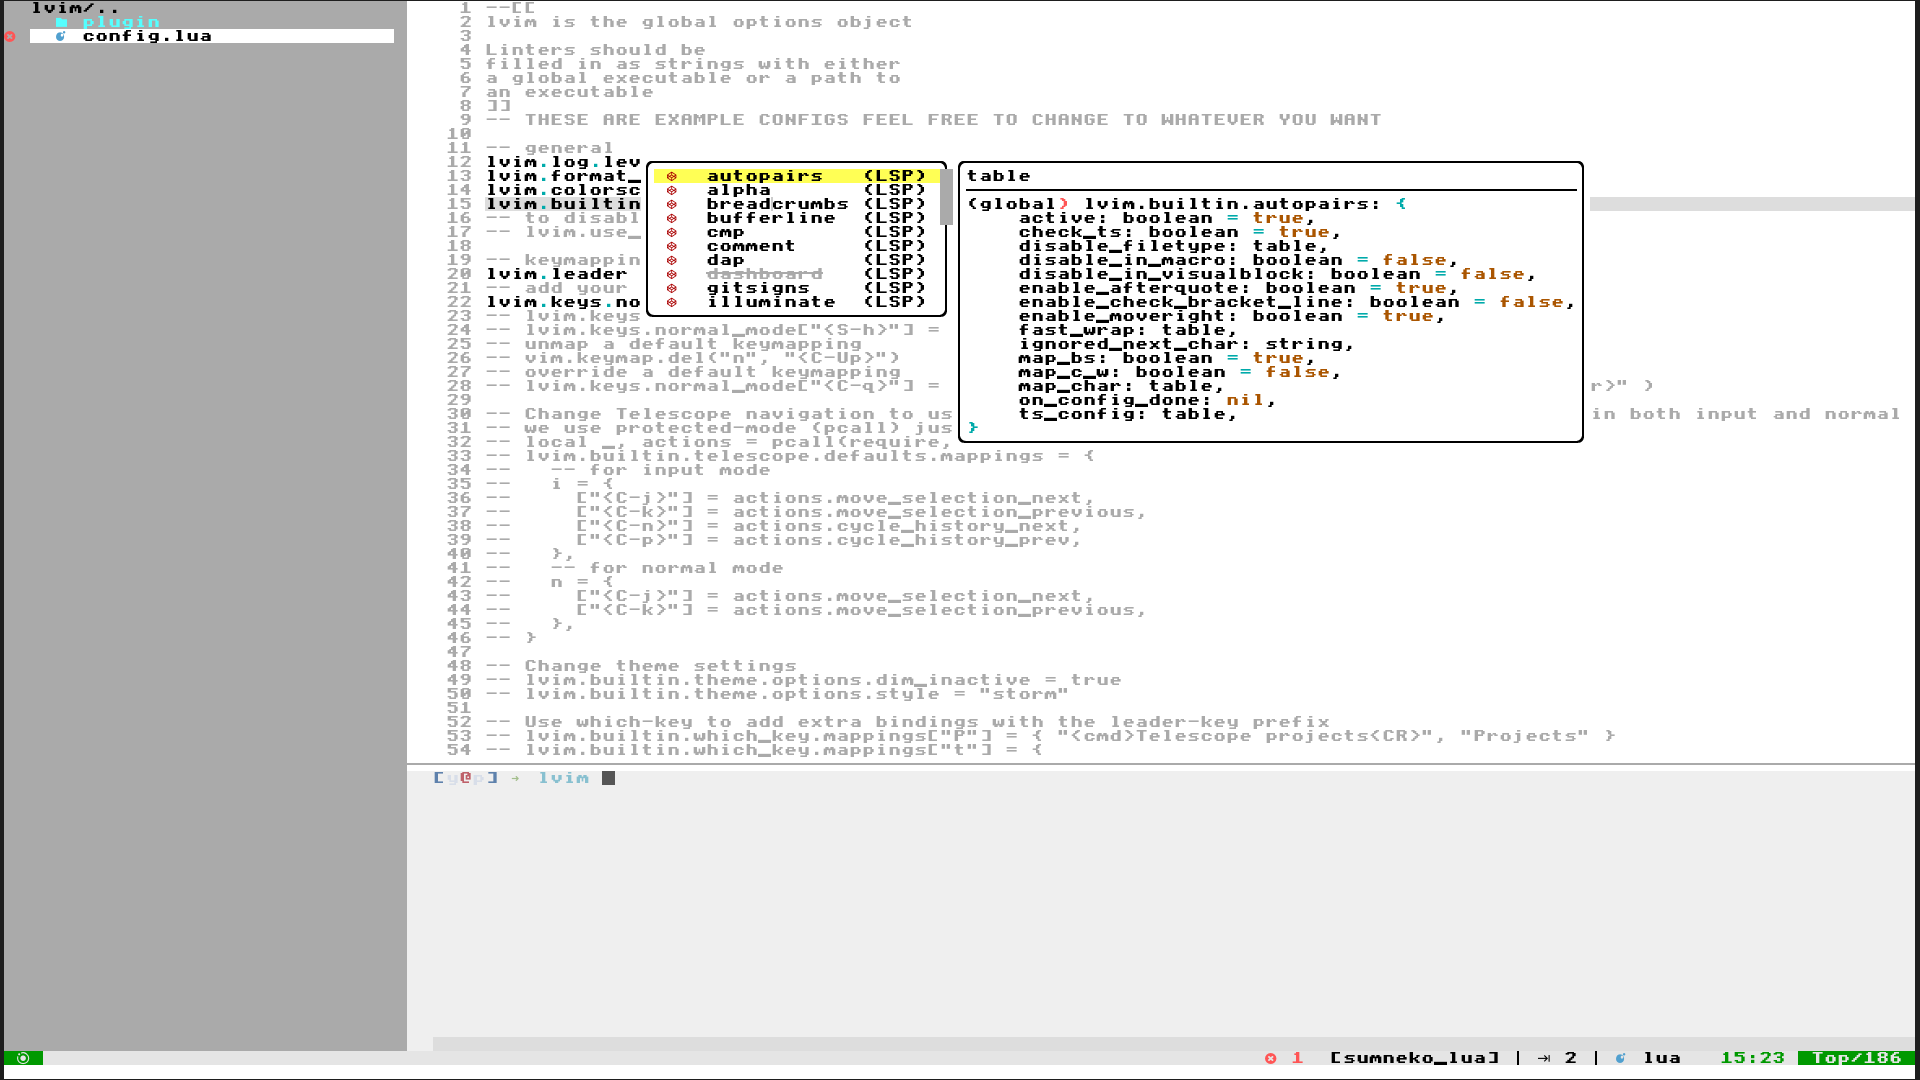 lvim/..
plugin
config.lua
1 --[[
2 lvim is the global options object
3
4 Linters should be
5 filled in as strings with either
6 a global executable or a path to
7 an executable
8 ]]
9 -- THESE ARE EXAMPLE CONFIGS FEEL FREE TO CHANGE TO WHATEVER YOU WANT
10
11 -- general
12 lvim.log.lev
13 lvim.format_
14 lvim.colorsc
15 lvim.builtin
16 -- to disabl
17 -- lvim.use_
18
19 -- keymappin
20 lvim.leader
21 -- add your
22 lvim.keys.no
23 -- lvim.keys
24 -- lvim.keys.normal_mode["<S-h>"] =
25 -- unmap a default keymapping
26 -- vim.keymap.del("n", "<C-Up>")
27 -- override a default keymapping
28 -- lvim.keys.normal_mode["<C-q>"] = r>" )
29
30 -- Change Telescope navigation to us in both input and normal
31 -- we use protected-mode (pcall) jus
32 -- local _, actions = pcall(require,
33 -- lvim.builtin.telescope.defaults.mappings = {
34 --   -- for input mode
35 --   i = {
36 --     ["<C-j>"] = actions.move_selection_next,
37 --     ["<C-k>"] = actions.move_selection_previous,
38 --     ["<C-n>"] = actions.cycle_history_next,
39 --     ["<C-p>"] = actions.cycle_history_prev,
40 --   },
41 --   -- for normal mode
42 --   n = {
43 --     ["<C-j>"] = actions.move_selection_next,
44 --     ["<C-k>"] = actions.move_selection_previous,
45 --   },
46 -- }
47
48 -- Change theme settings
49 -- lvim.builtin.theme.options.dim_inactive = true
50 -- lvim.builtin.theme.options.style = "storm"
51
52 -- Use which-key to add extra bindings with the leader-key prefix
53 -- lvim.builtin.which_key.mappings["P"] = { "<cmd>Telescope projects<CR>", "Projects" }
54 -- lvim.builtin.which_key.mappings["t"] = {
autopairs (LSP)
alpha (LSP)
breadcrumbs (LSP)
bufferline (LSP)
cmp (LSP)
comment (LSP)
dap (LSP)
dashboard (LSP)
gitsigns (LSP)
illuminate (LSP)
table
(global) lvim.builtin.autopairs: {
    active: boolean = true,
    check_ts: boolean = true,
    disable_filetype: table,
    disable_in_macro: boolean = false,
    disable_in_visualblock: boolean = false,
    enable_afterquote: boolean = true,
    enable_check_bracket_line: boolean = false,
    enable_moveright: boolean = true,
    fast_wrap: table,
    ignored_next_char: string,
    map_bs: boolean = true,
    map_c_w: boolean = false,
    map_char: table,
    on_config_done: nil,
    ts_config: table,
}
[y@p] → lvim
1 [sumneko_lua] | ⇥ 2 | lua 15:23 Top/186